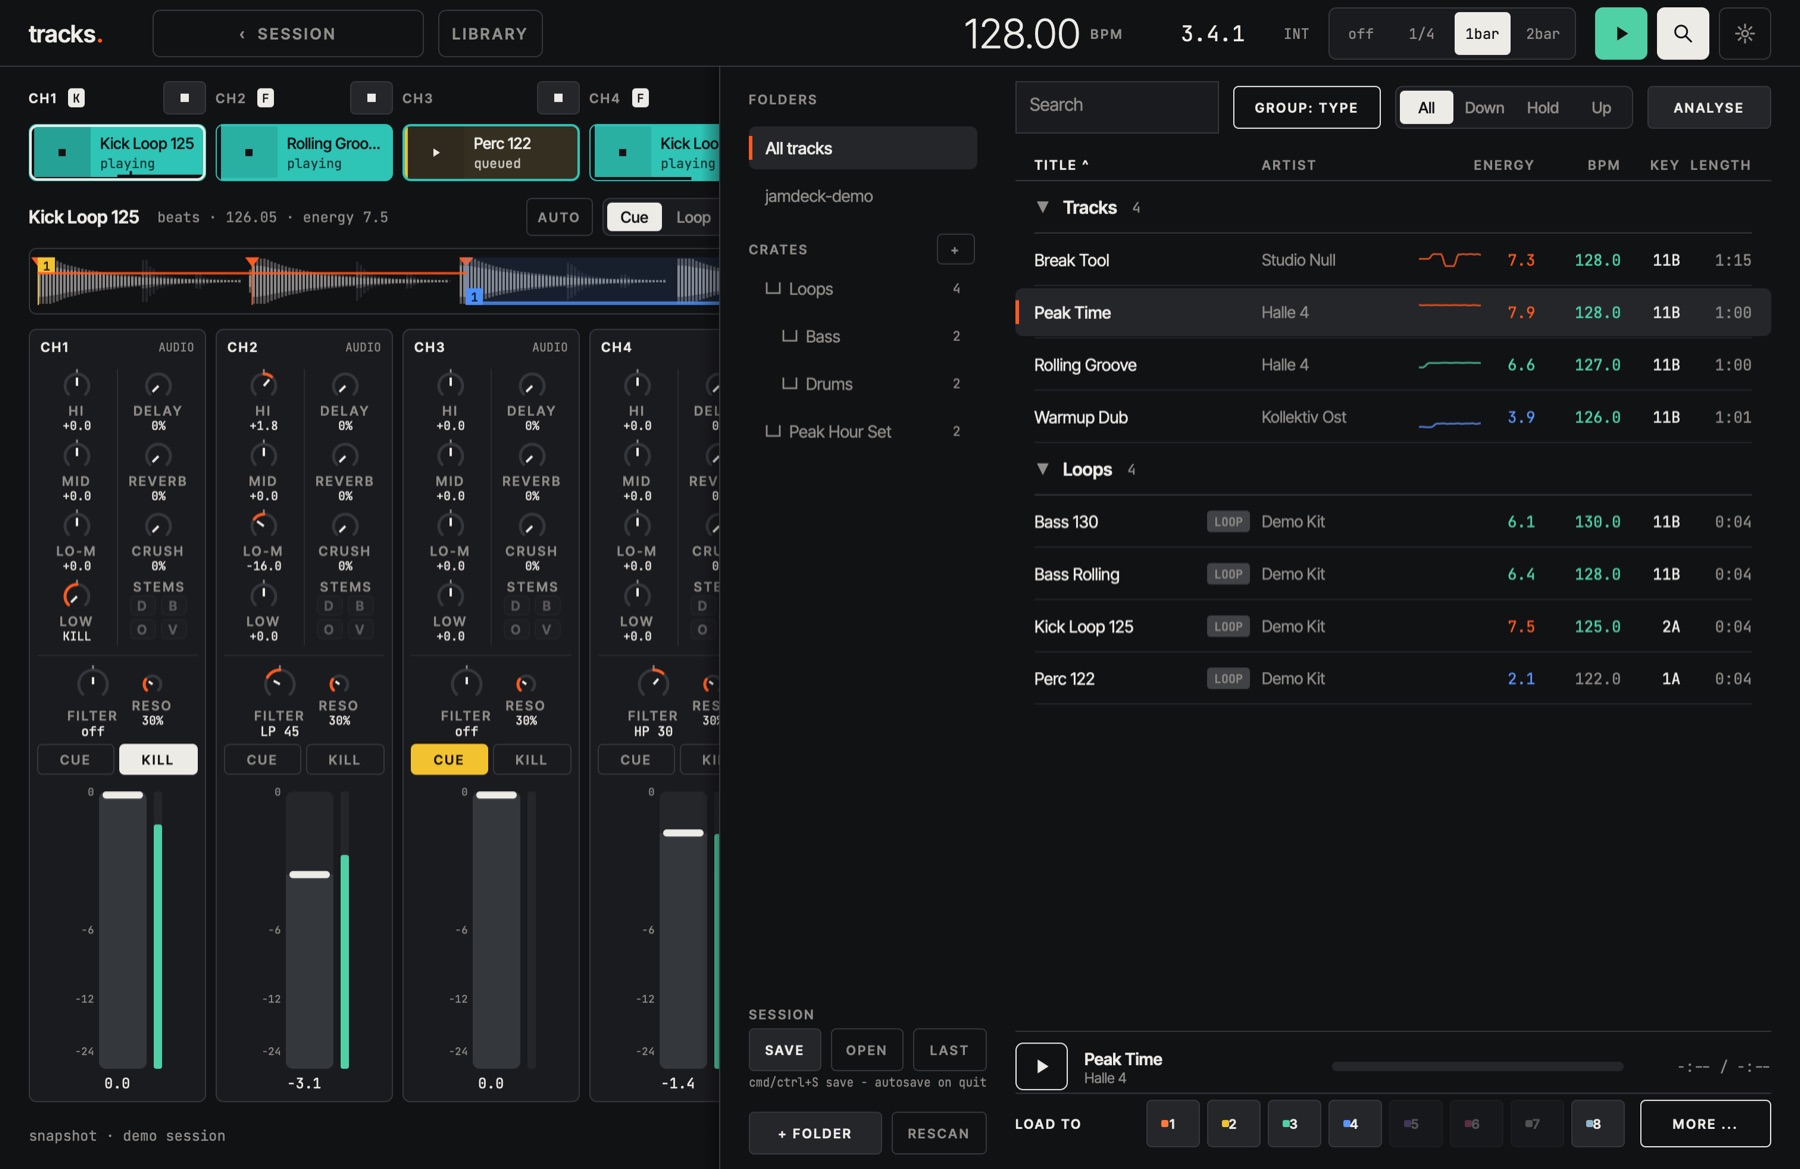 tracks.
‹ SESSION
LIBRARY
128.00 BPM
3.4.1
INT
off 1/4 1bar 2bar
CH1 K
CH2 F
CH3
CH4 F
Kick Loop 125
playing
Rolling Groo...
playing
Perc 122
queued
Kick Loo
playing
Kick Loop 125 beats · 126.05 · energy 7.5
AUTO
Cue Loop
1
1
CH1 AUDIO
HI +0.0
DELAY 0%
MID +0.0
REVERB 0%
LO-M +0.0
CRUSH 0%
LOW KILL
STEMS
D B
O V
FILTER off
RESO 30%
CUE KILL
0
-6
-12
-24
0.0
CH2 AUDIO
HI +1.8
DELAY 0%
MID +0.0
REVERB 0%
LO-M -16.0
CRUSH 0%
LOW +0.0
STEMS
D B
O V
FILTER LP 45
RESO 30%
CUE KILL
0
-6
-12
-24
-3.1
CH3 AUDIO
HI +0.0
DELAY 0%
MID +0.0
REVERB 0%
LO-M +0.0
CRUSH 0%
LOW +0.0
STEMS
D B
O V
FILTER off
RESO 30%
CUE KILL
0
-6
-12
-24
0.0
CH4
HI +0.0
DEL
MID +0.0
REV
LO-M +0.0
CRU
LOW +0.0
STE
D
O
FILTER HP 30
RES
30%
CUE KI
0
-6
-12
-24
-1.4
snapshot · demo session
FOLDERS
All tracks
jamdeck-demo
CRATES +
Loops 4
Bass 2
Drums 2
Peak Hour Set 2
SESSION
SAVE OPEN LAST
cmd/ctrl+S save - autosave on quit
+ FOLDER RESCAN
Search
GROUP: TYPE
All Down Hold Up
ANALYSE
TITLE ^ ARTIST ENERGY BPM KEY LENGTH
▼ Tracks 4
Break Tool Studio Null 7.3 128.0 11B 1:15
Peak Time Halle 4 7.9 128.0 11B 1:00
Rolling Groove Halle 4 6.6 127.0 11B 1:00
Warmup Dub Kollektiv Ost 3.9 126.0 11B 1:01
▼ Loops 4
Bass 130 LOOP Demo Kit 6.1 130.0 11B 0:04
Bass Rolling LOOP Demo Kit 6.4 128.0 11B 0:04
Kick Loop 125 LOOP Demo Kit 7.5 125.0 2A 0:04
Perc 122 LOOP Demo Kit 2.1 122.0 1A 0:04
Peak Time
Halle 4
-:-- / -:--
LOAD TO 1 2 3 4 5 6 7 8 MORE ...